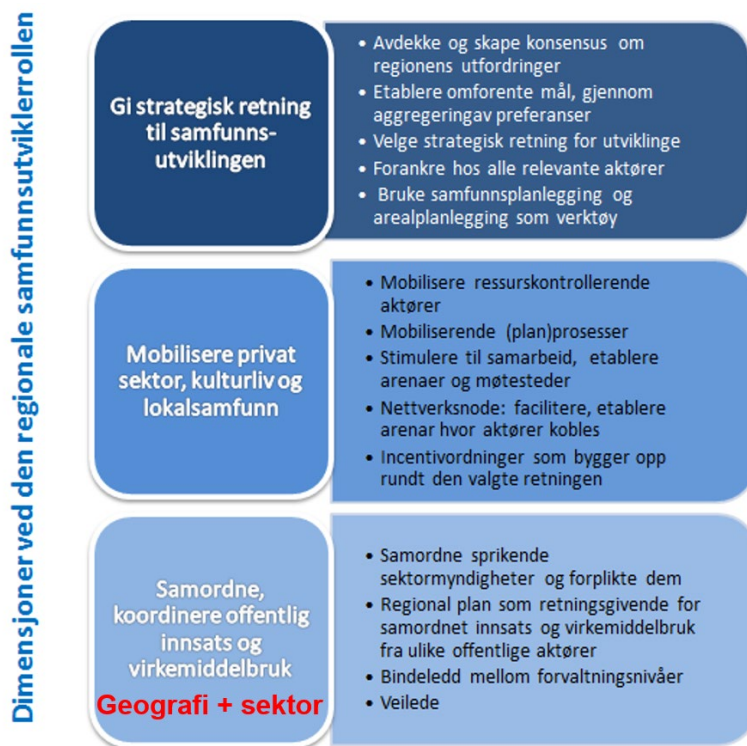 Dimensjoner ved den regionale samfunnsutviklerrollen
Gi strategisk retning
til samfunns-
utviklingen
• Avdekke og skape konsensus om
regionens utfordringer
• Etablere omforente mål, gjennom
aggregeringav preferanser
• Velge strategisk retning for utviklinge
• Forankre hos alle relevante aktører
• Bruke samfunnsplanlegging og
arealplanlegging som verktøy
Mobilisere privat
sektor, kulturliv og
lokalsamfunn
• Mobilisere ressurskontrollerende
aktører
• Mobiliserende (plan)prosesser
• Stimulere til samarbeid, etablere
arenaer og møtesteder
• Nettverksnode: facilitere, etablere
arenar hvor aktører kobles
• Incentivordninger som bygger opp
rundt den valgte retningen
Samordne,
koordinere offentlig
innsats og
virkemiddelbruk
Geografi + sektor
• Samordne sprikende
sektormyndigheter og forplikte dem
• Regional plan som retningsgivende for
samordnet innsats og virkemiddelbruk
fra ulike offentlige aktører
• Bindeledd mellom forvaltningsnivåer
• Veilede